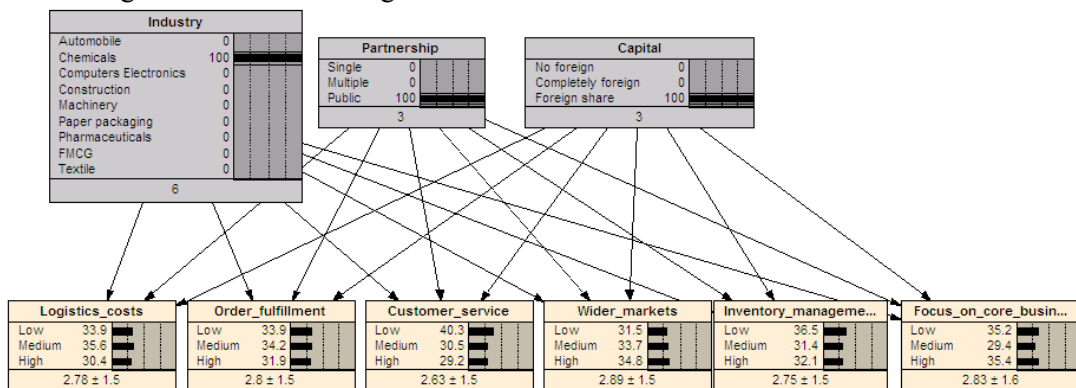 Industry
Automobile 0
Chemicals 100
Computers Electronics 0
Construction 0
Machinery 0
Paper packaging 0
Pharmaceuticals 0
FMCG 0
Textile 0
6
Partnership
Single 0
Multiple 0
Public 100
3
Capital
No foreign 0
Completely foreign 0
Foreign share 100
3
Logistics_costs
Low 33.9
Medium 35.6
High 30.4
2.78 ± 1.5
Order_fulfillment
Low 33.9
Medium 34.2
High 31.9
2.8 ± 1.5
Customer_service
Low 40.3
Medium 30.5
High 29.2
2.63 ± 1.5
Wider_markets
Low 31.5
Medium 33.7
High 34.8
2.89 ± 1.5
Inventory_manageme...
Low 36.5
Medium 31.4
High 32.1
2.75 ± 1.5
Focus_on_core_busin...
Low 35.2
Medium 29.4
High 35.4
2.83 ± 1.6